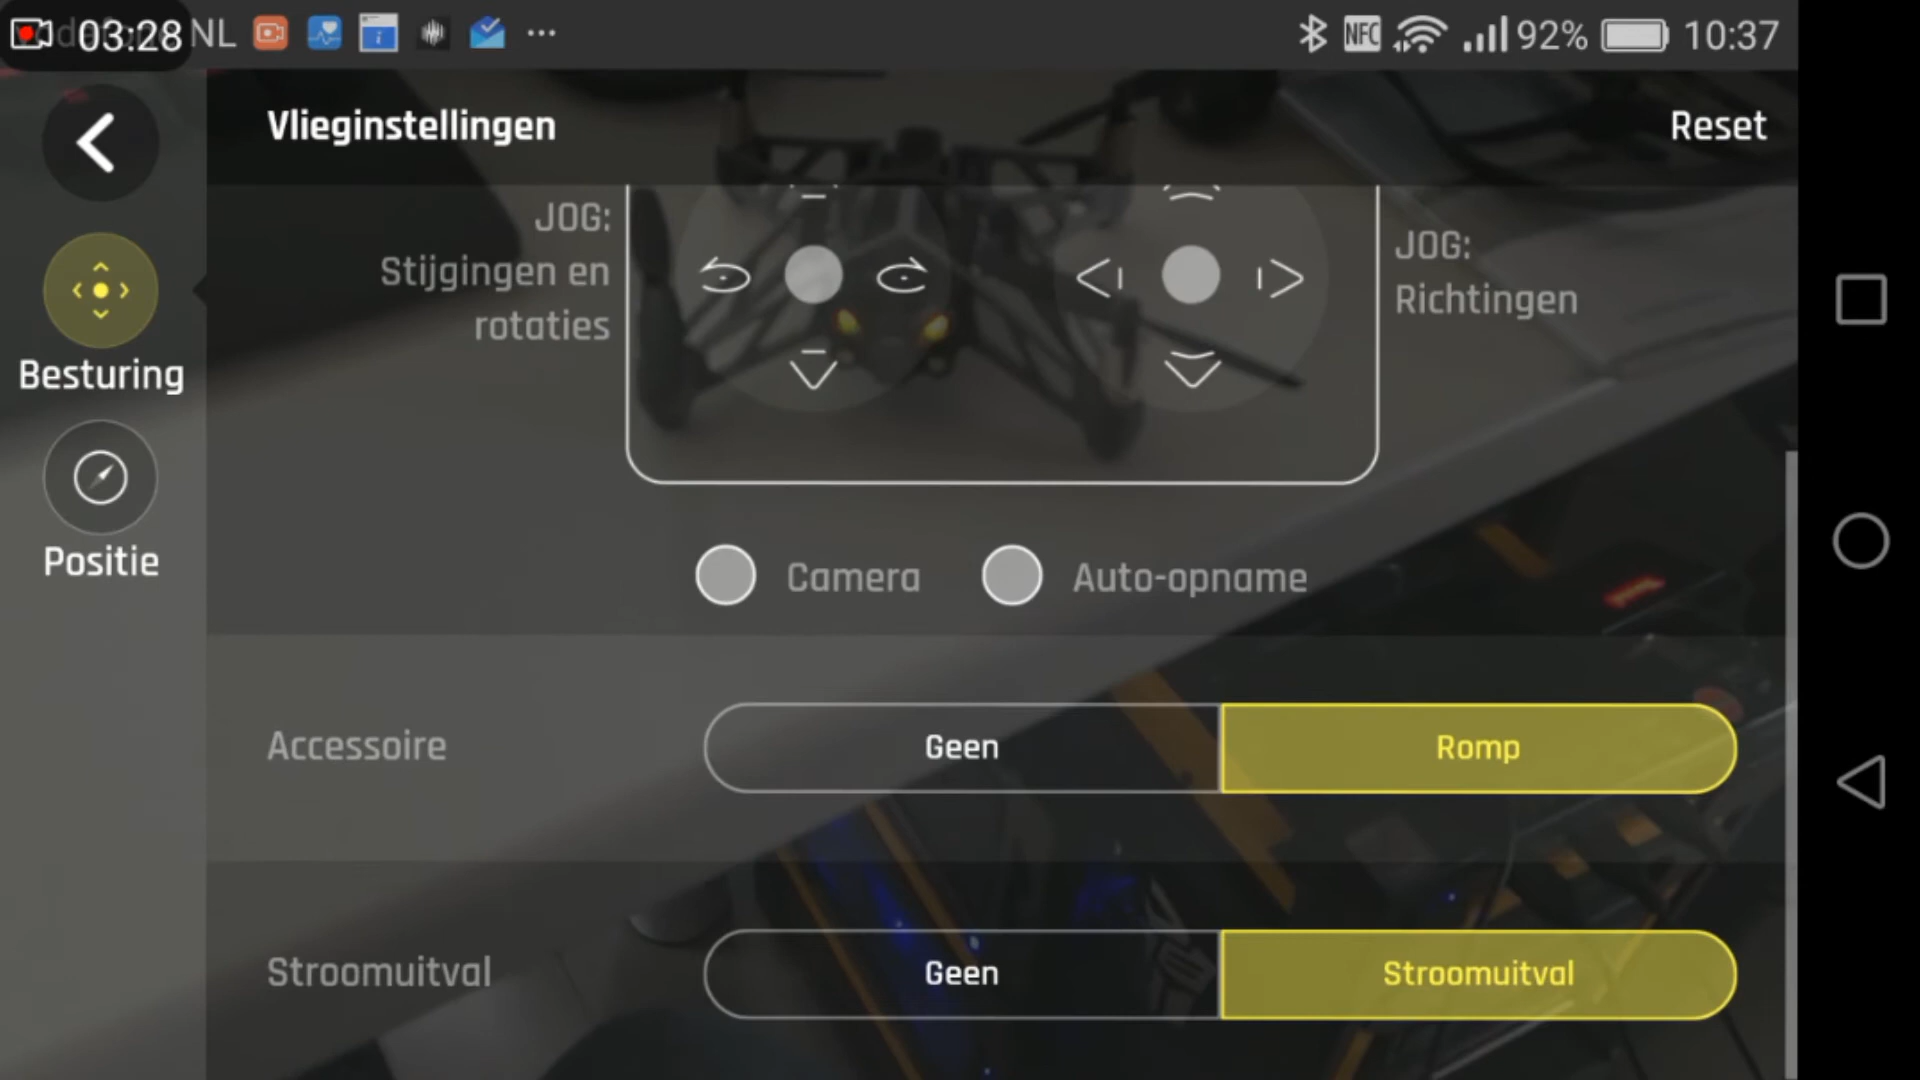 03:28 NL NFC 92% 10:37
Vlieginstellingen
Reset
Besturing
Positie
JOG:
Stijgingen en
rotaties
JOG:
Richtingen
Camera
Auto-opname
Accessoire
Geen
Romp
Stroomuitval
Geen
Stroomuitval